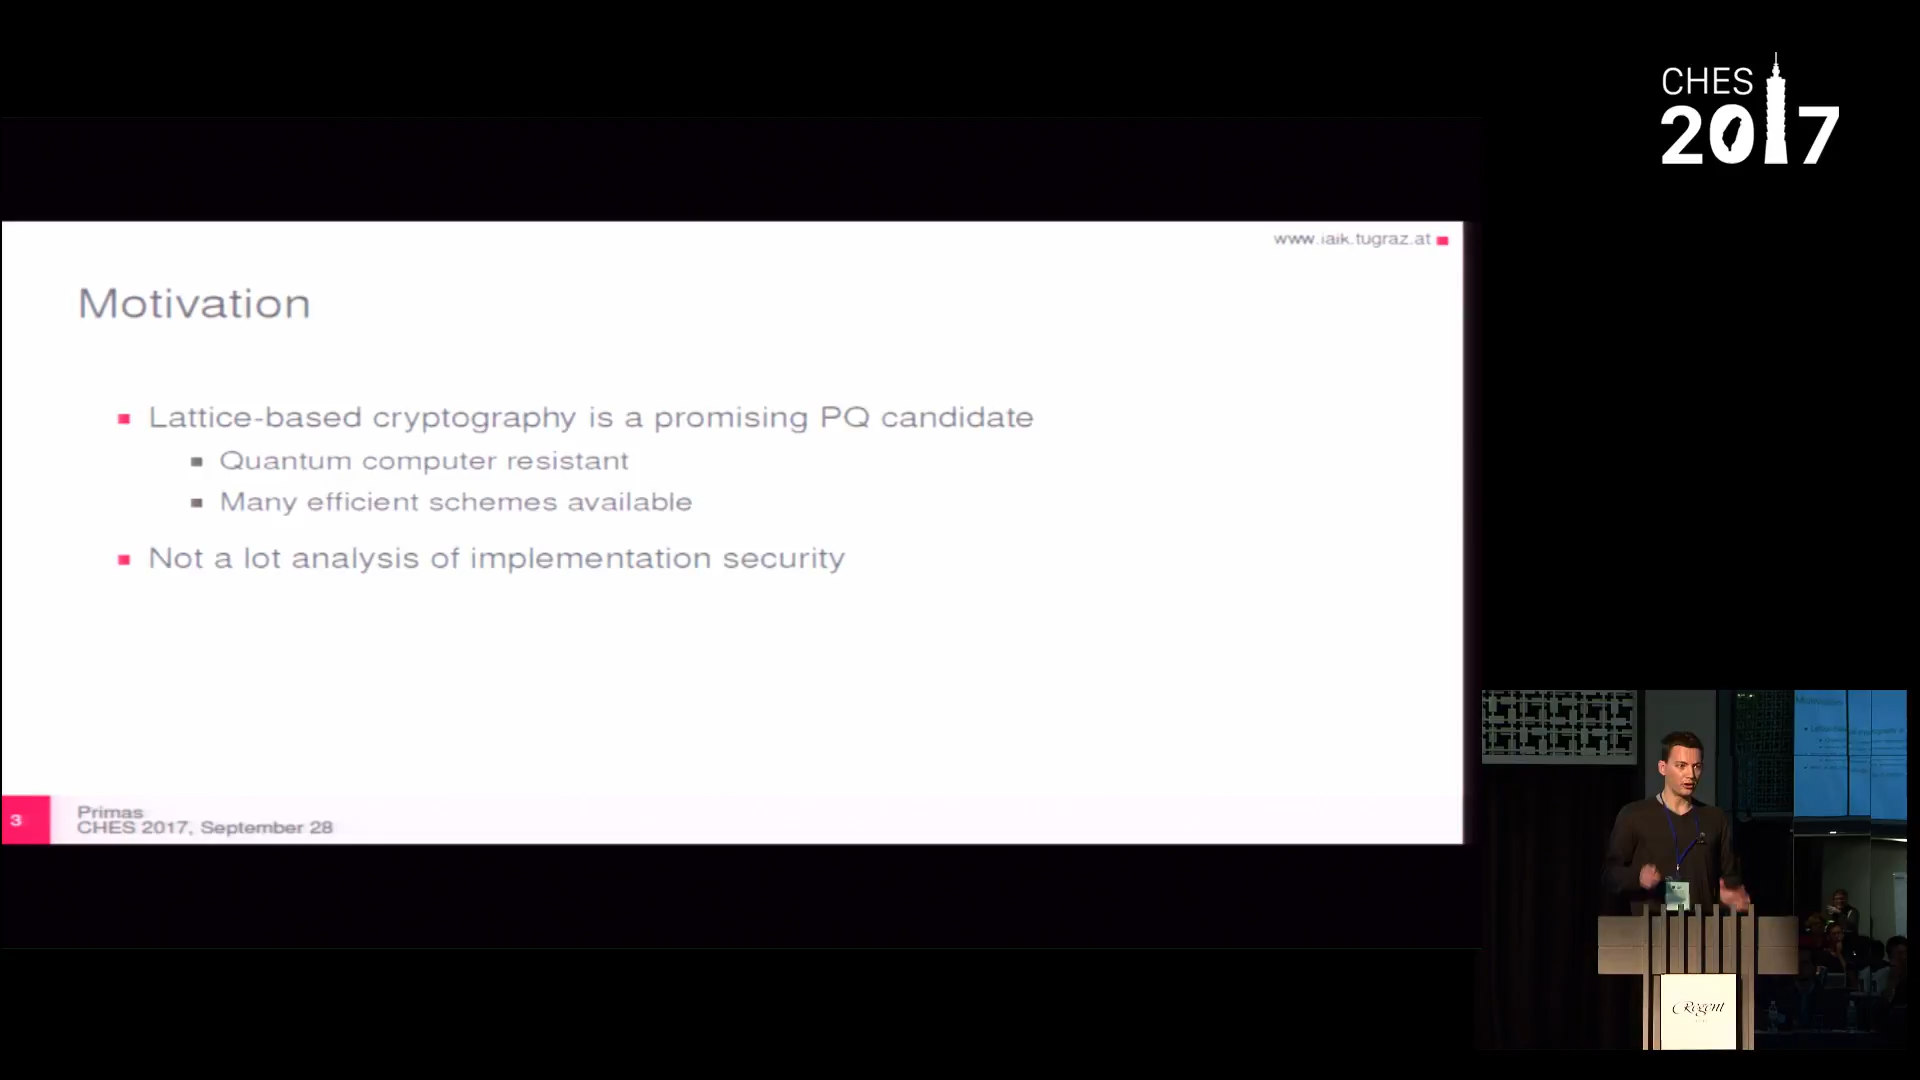 CHES
2017
www.iaik.tugraz.at
Motivation
Lattice-based cryptography is a promising PQ candidate
Quantum computer resistant
Many efficient schemes available
Not a lot analysis of implementation security
3
Primas
CHES 2017, September 28
Regent